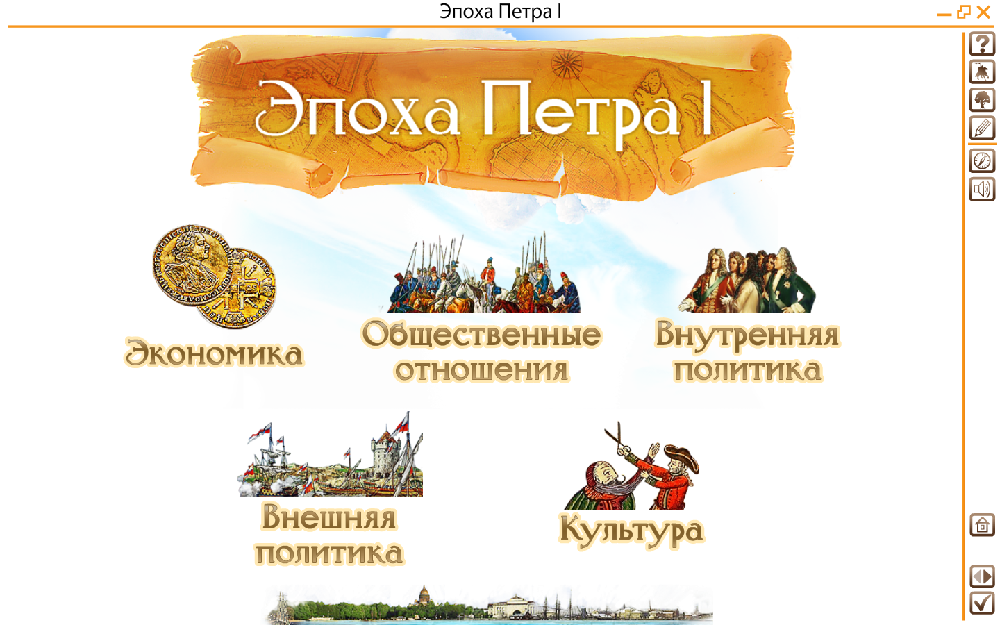 Эпоха Петра I
Эпоха Петра I
Экономика
Общественные
отношения
Внутренняя
политика
Внешняя
политика
Культура